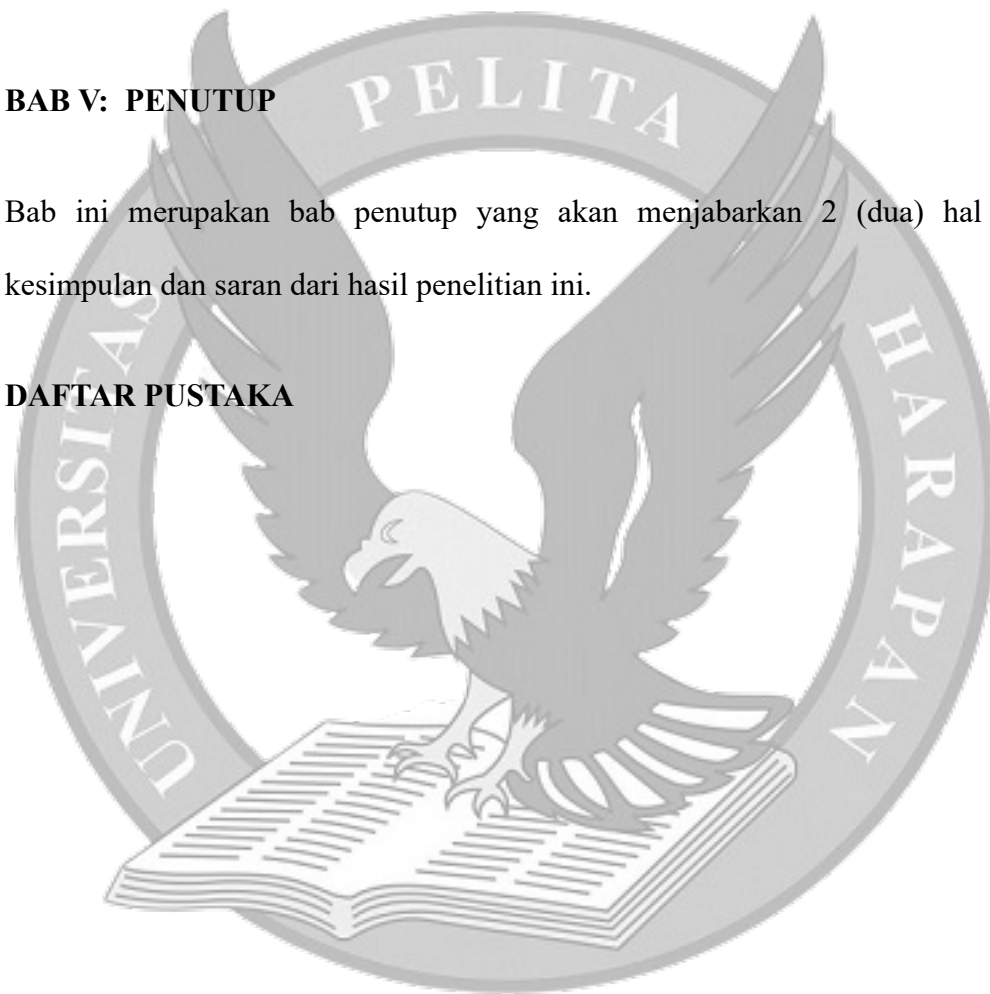 PELITA
BAB V: PENUTUP
Bab ini merupakan bab penutup yang akan menjabarkan 2 (dua) hal
kesimpulan dan saran dari hasil penelitian ini.
DAFTAR PUSTAKA
UNIVERSITAS
HARAPAN